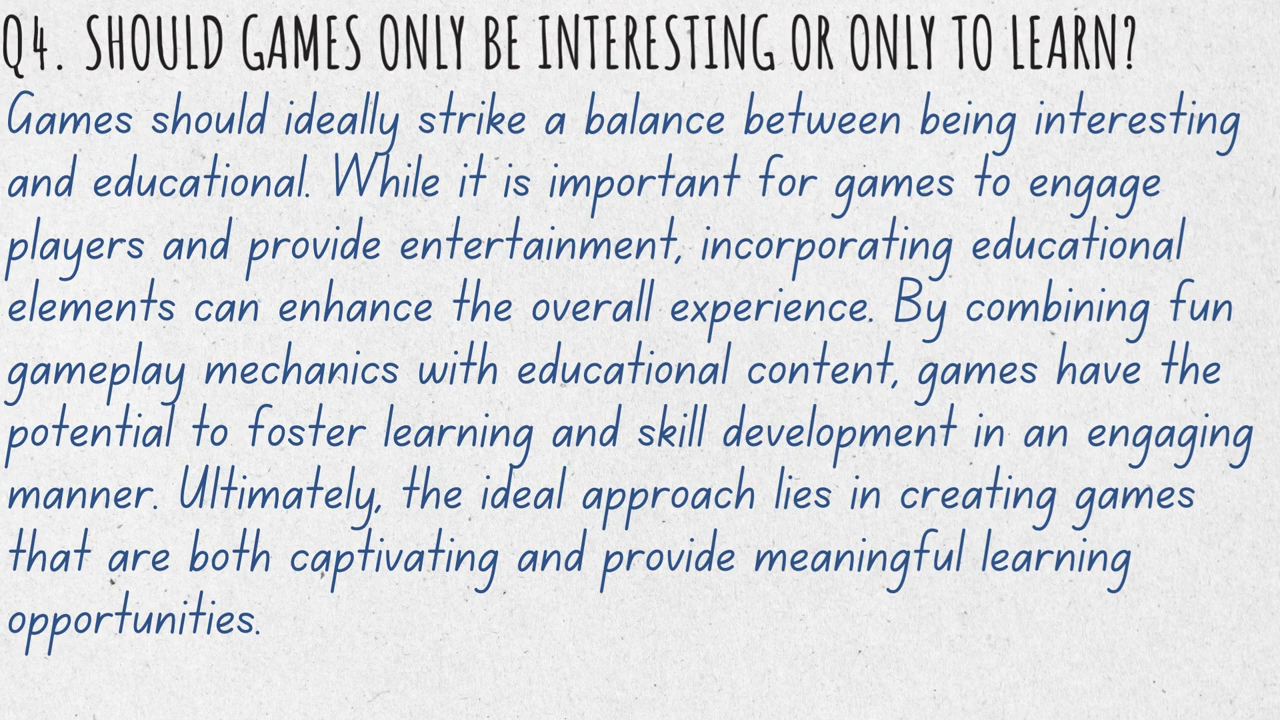 Q4. SHOULD GAMES ONLY BE INTERESTING OR ONLY TO LEARN?
Games should ideally strike a balance between being interesting
and educational. While it is important for games to engage
players and provide entertainment, incorporating educational
elements can enhance the overall experience. By combining fun
gameplay mechanics with educational content, games have the
potential to foster learning and skill development in an engaging
manner. Ultimately, the ideal approach lies in creating games
that are both captivating and provide meaningful learning
opportunities.